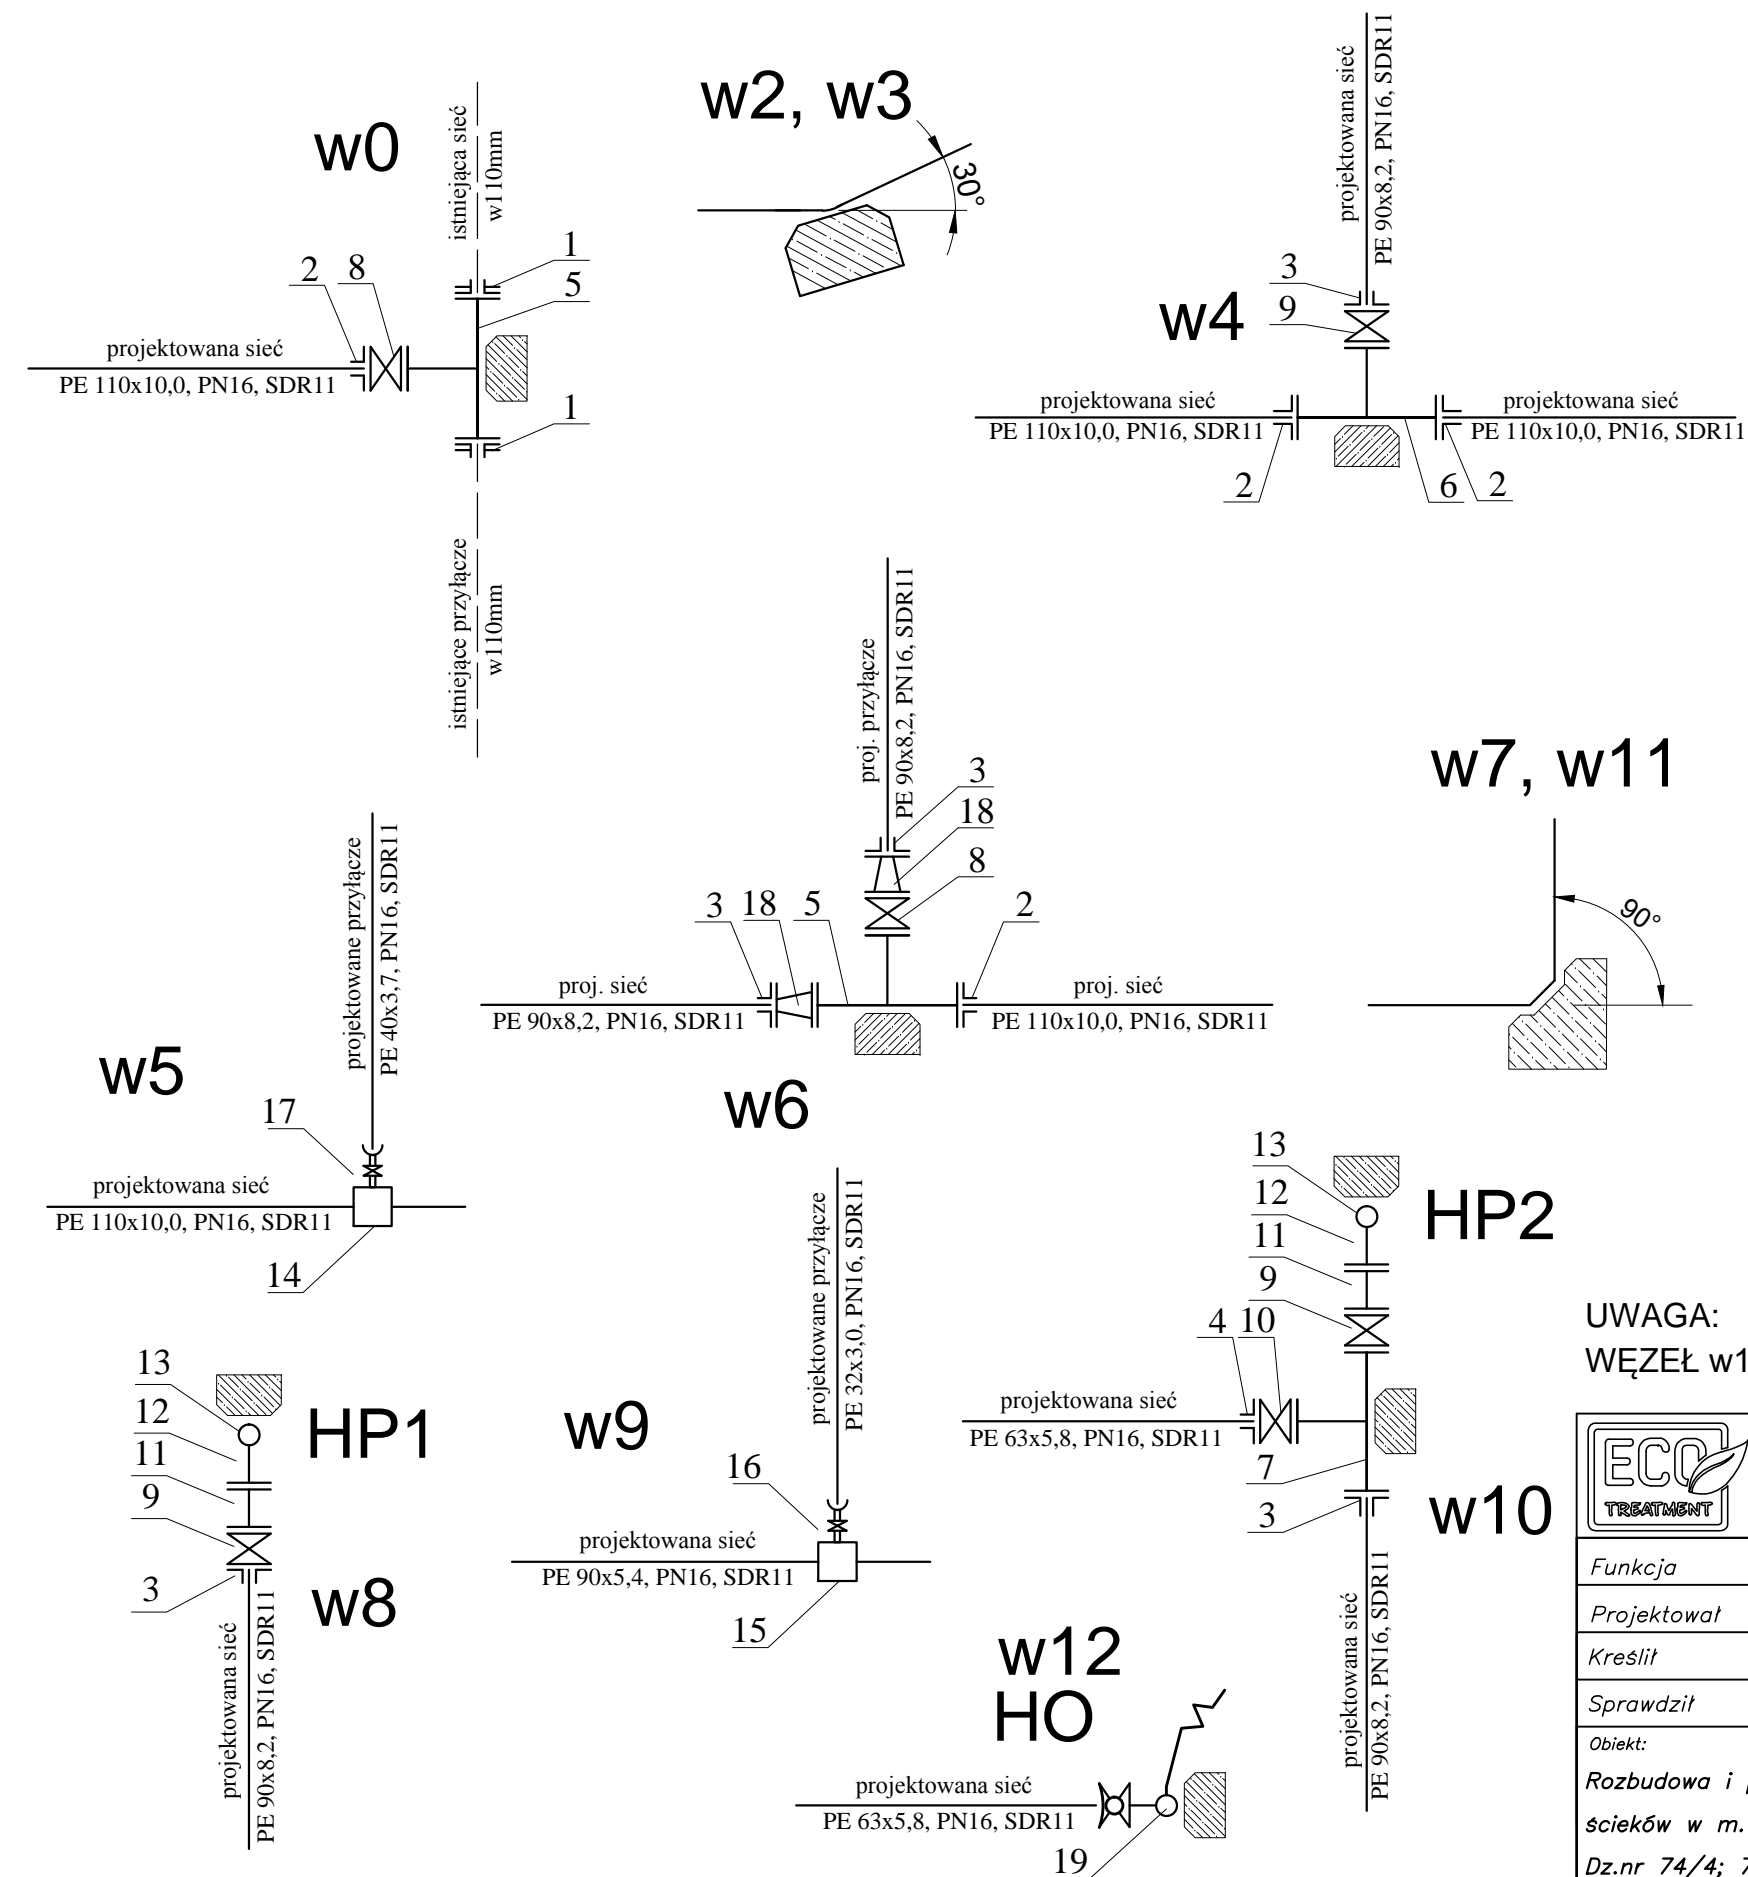 w0
istniejąca sieć
w110mm
2
8
1
5
projektowana sieć
PE 110x10,0, PN16, SDR11
1
istniejące przyłącze
w110mm
w2, w3
30°
w4
projektowana sieć
PE 90x8,2, PN16, SDR11
3
9
projektowana sieć
PE 110x10,0, PN16, SDR11
projektowana sieć
PE 110x10,0, PN16, SDR11
2
6
2
proj. przyłącze
PE 90x8,2, PN16, SDR11
3
18
8
3
18
5
2
proj. sieć
PE 90x8,2, PN16, SDR11
proj. sieć
PE 110x10,0, PN16, SDR11
w6
w7, w11
90°
w5
projektowane przyłącze
PE 40x3,7, PN16, SDR11
17
projektowana sieć
PE 110x10,0, PN16, SDR11
14
13
12
11
9
3
HP1
w8
projektowana sieć
PE 90x8,2, PN16, SDR11
w9
projektowane przyłącze
PE 32x3,0, PN16, SDR11
16
projektowana sieć
PE 90x5,4, PN16, SDR11
15
13
12
11
9
HP2
4
10
projektowana sieć
PE 63x5,8, PN16, SDR11
7
3
w10
projektowana sieć
PE 90x8,2, PN16, SDR11
w12
HO
projektowana sieć
PE 63x5,8, PN16, SDR11
19
UWAGA:
WĘZEŁ w1
ECO
TREATMENT
Funkcja
Projektował
Kreślił
Sprawdził
Obiekt:
Rozbudowa i
ścieków w m.
Dz.nr 74/4; 7